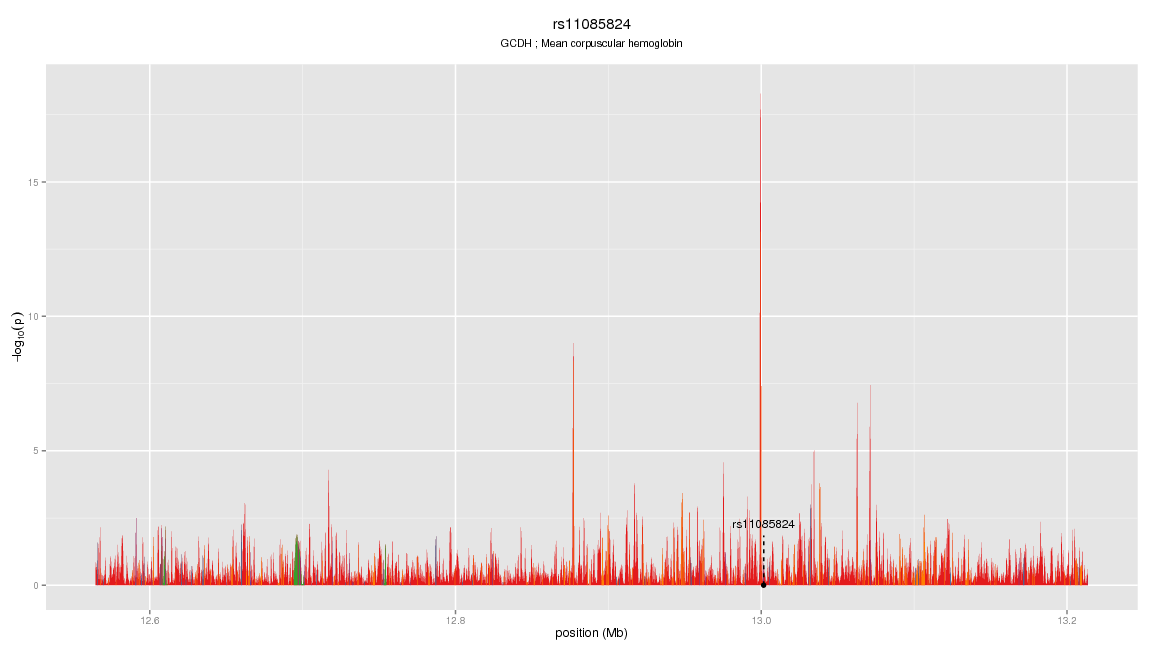 rs11085824
GCDH ; Mean corpuscular hemoglobin
−log10(p)
15
10
5
0
rs11085824
12.6 12.8 13.0 13.2
position (Mb)